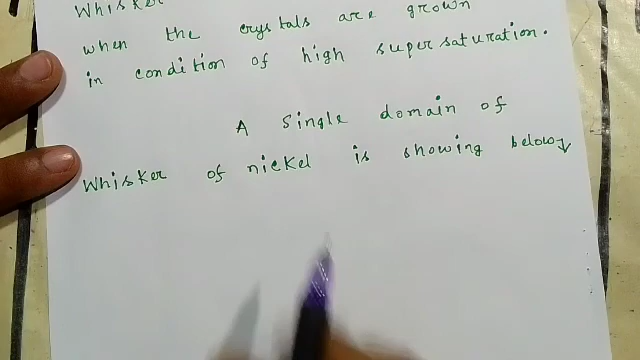 Whisker
when the crystals are grown
in condition of high supersaturation.
A single domain of
Whisker of nickel is showing below